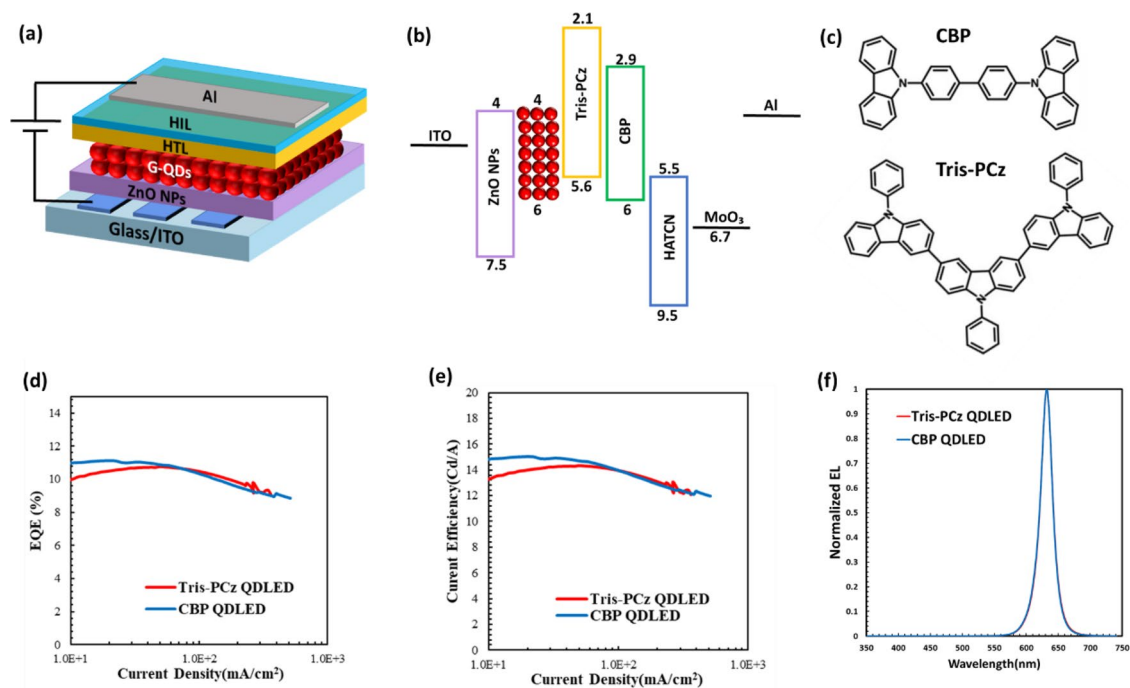 (a)
Al
HIL
HTL
G-QDs
ZnO NPs
Glass/ITO
(b)
ITO
4
ZnO NPs
7.5
4
6
2.1
Tris-PCz
5.6
2.9
CBP
6
5.5
HATCN
9.5
MoO₃
6.7
Al
(c)
CBP
N
N
Tris-PCz
N
N
N
(d)
EQE (%)
14
12
10
8
6
4
2
0
Tris-PCz QDLED
CBP QDLED
1.0E+1
1.0E+2
1.0E+3
Current Density(mA/cm²)
(e)
Curent Efficiency(Cd/A)
20
18
16
14
12
10
8
6
4
2
0
Tris-PCz QDLED
CBP QDLED
1.0E+1
1.0E+2
1.0E+3
Current Density(mA/cm²)
(f)
Normalized EL
1
0.9
0.8
0.7
0.6
0.5
0.4
0.3
0.2
0.1
0
Tris-PCz QDLED
CBP QDLED
350 400 450 500 550 600 650 700 750
Wavelength(nm)